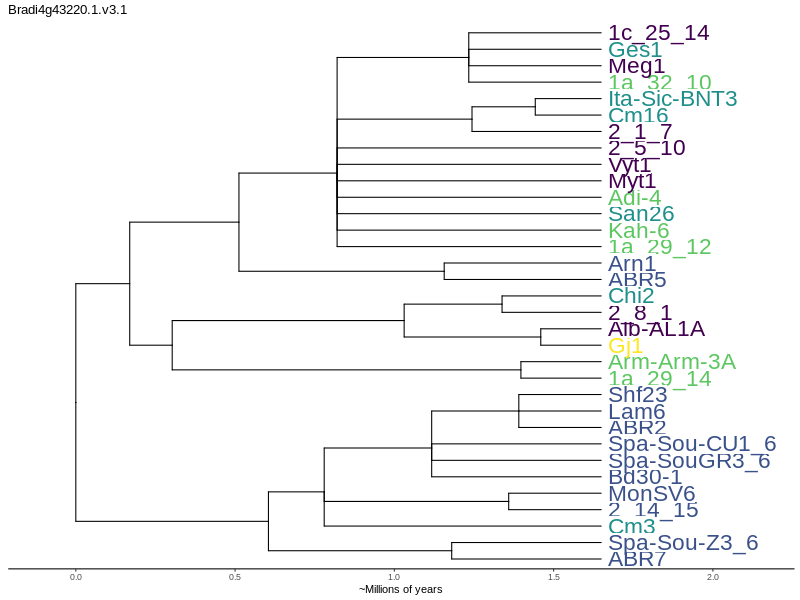 Bradi4g43220.1.v3.1
1c_25_14
Ges1
Meg1
1a_32_10
Ita-Sic-BNT3
Cm16
2_1_7
2_5_10
Vyt1
Myt1
Adi-4
San26
Kah-6
1a_29_12
Arn1
ABR5
Chi2
2_8_1
Alb-AL1A
Gj1
Arm-Arm-3A
1a_29_14
Shf23
Lam6
ABR2
Spa-Sou-CU1_6
Spa-SouGR3_6
Bd30-1
MonSV6
2_14_15
Cm3
Spa-Sou-Z3_6
ABR7
0.0 0.5 1.0 1.5 2.0
~Millions of years